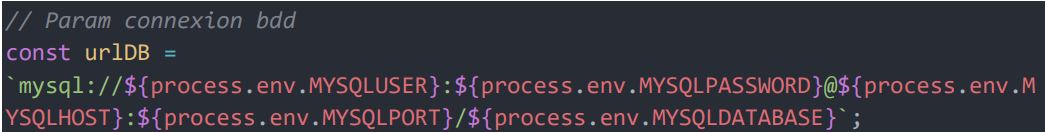 // Param connexion bdd
const urlDB =
`mysql://${process.env.MYSQLUSER}:${process.env.MYSQLPASSWORD}@${process.env.M
YSQLHOST}:${process.env.MYSQLPORT}/${process.env.MYSQLDATABASE}`;